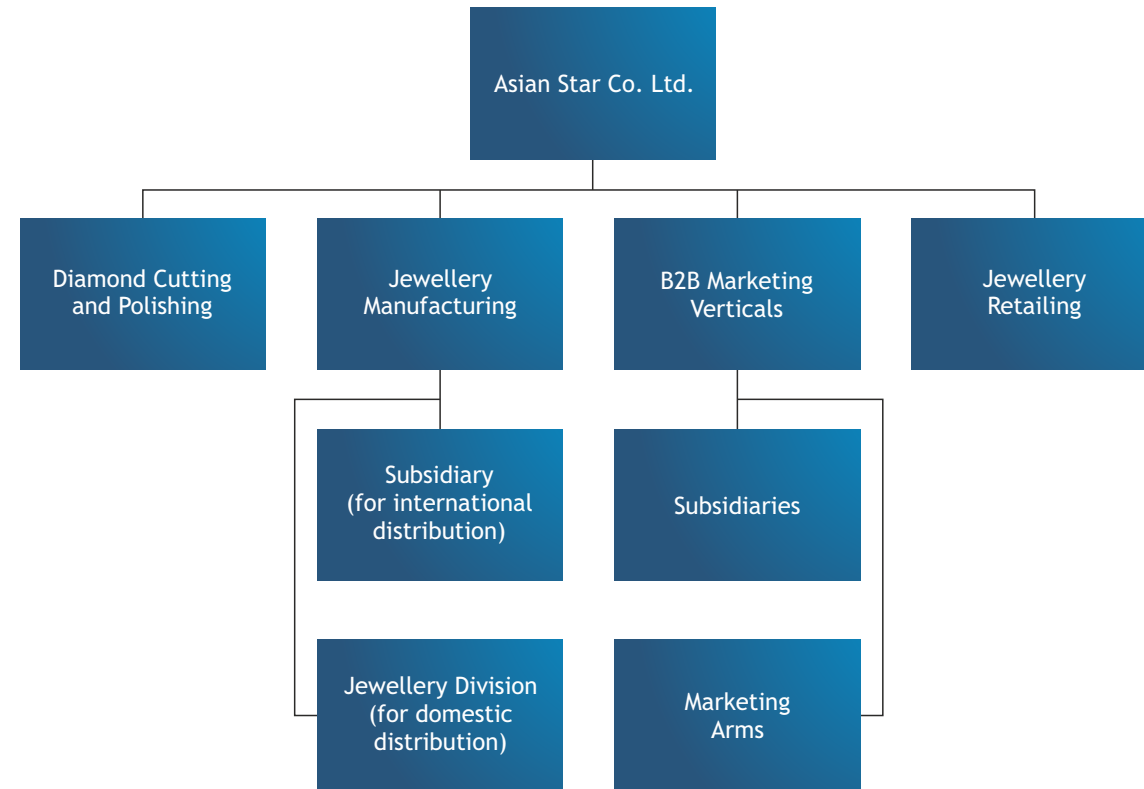 Asian Star Co. Ltd.
Diamond Cutting
and Polishing
Jewellery
Manufacturing
B2B Marketing
Verticals
Jewellery
Retailing
Subsidiary
(for international
distribution)
Subsidiaries
Jewellery Division
(for domestic
distribution)
Marketing
Arms